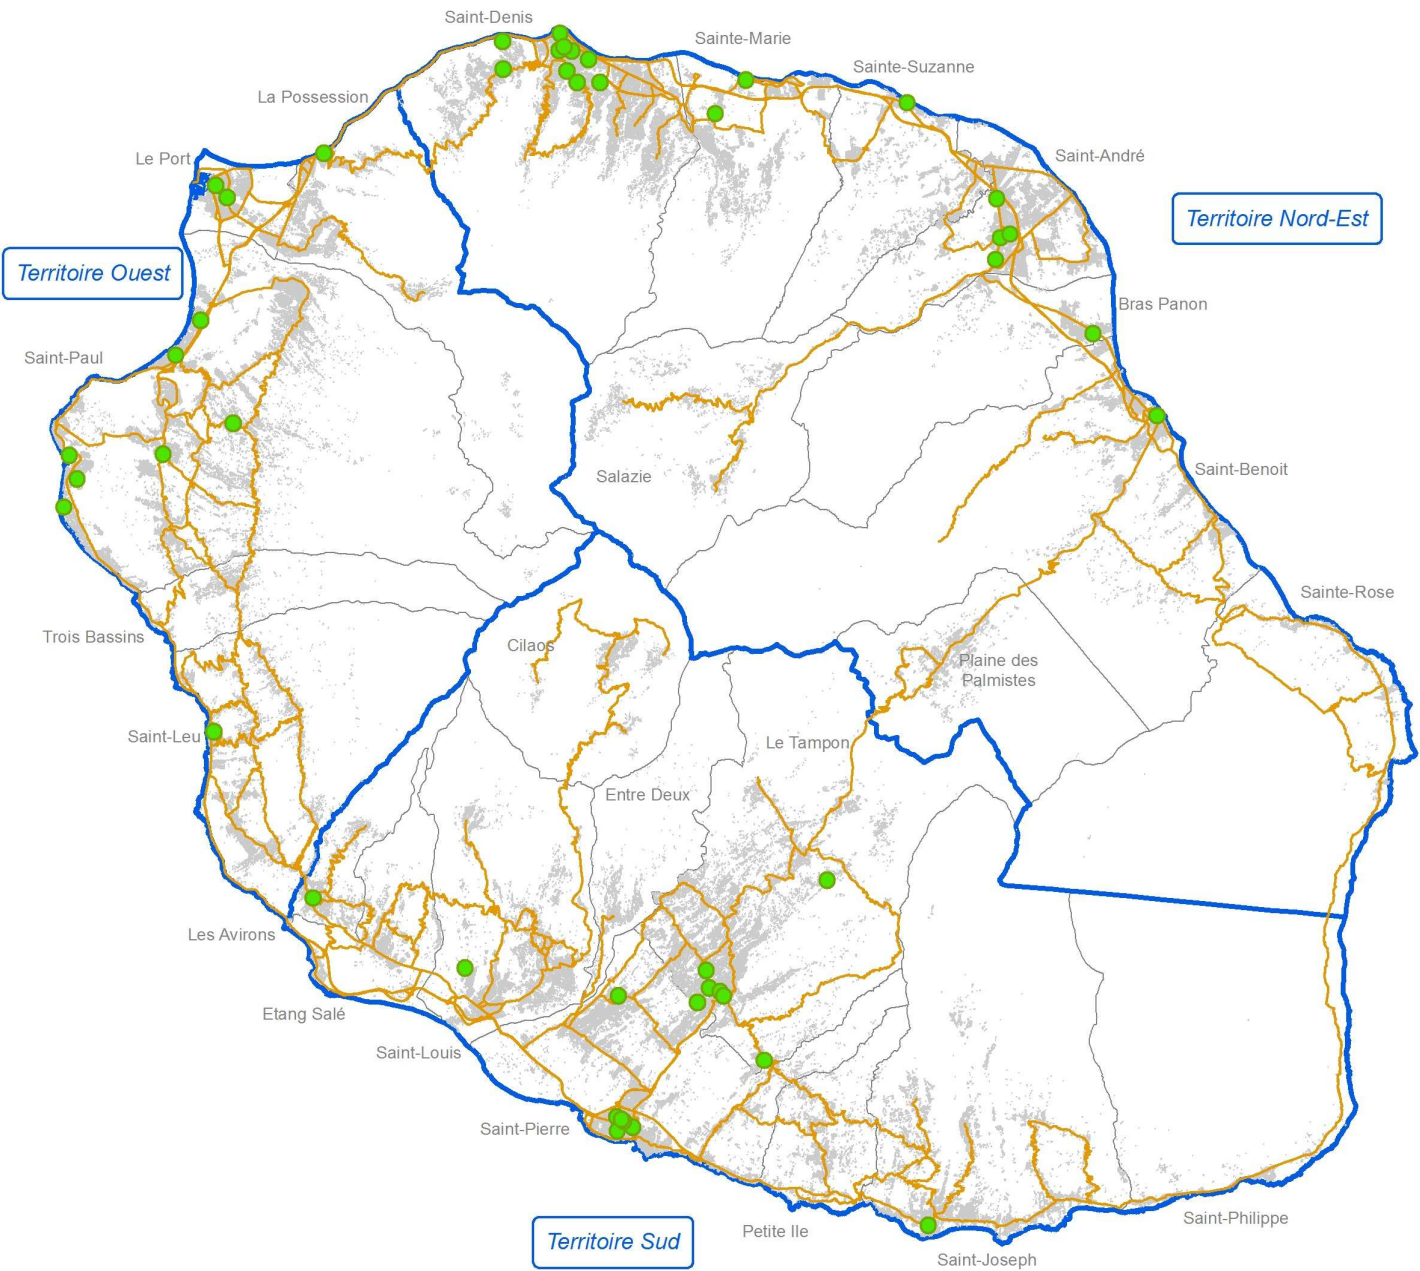 Saint-Denis
Sainte-Marie
Sainte-Suzanne
La Possession
Le Port
Saint-André
Territoire Nord-Est
Territoire Ouest
Bras Panon
Saint-Paul
Salazie
Saint-Benoit
Sainte-Rose
Trois Bassins
Cilaos
Plaine des
Palmistes
Saint-Leu
Le Tampon
Entre Deux
Les Avirons
Etang Salé
Saint-Louis
Saint-Pierre
Petite Ile
Saint-Philippe
Territoire Sud
Saint-Joseph